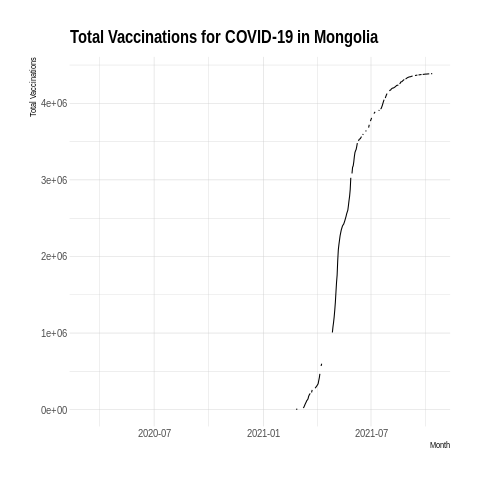 Total Vaccinations for COVID-19 in Mongolia
Total Vaccinations
4e+06
3e+06
2e+06
1e+06
0e+00
2020-07 2021-01 2021-07
Month